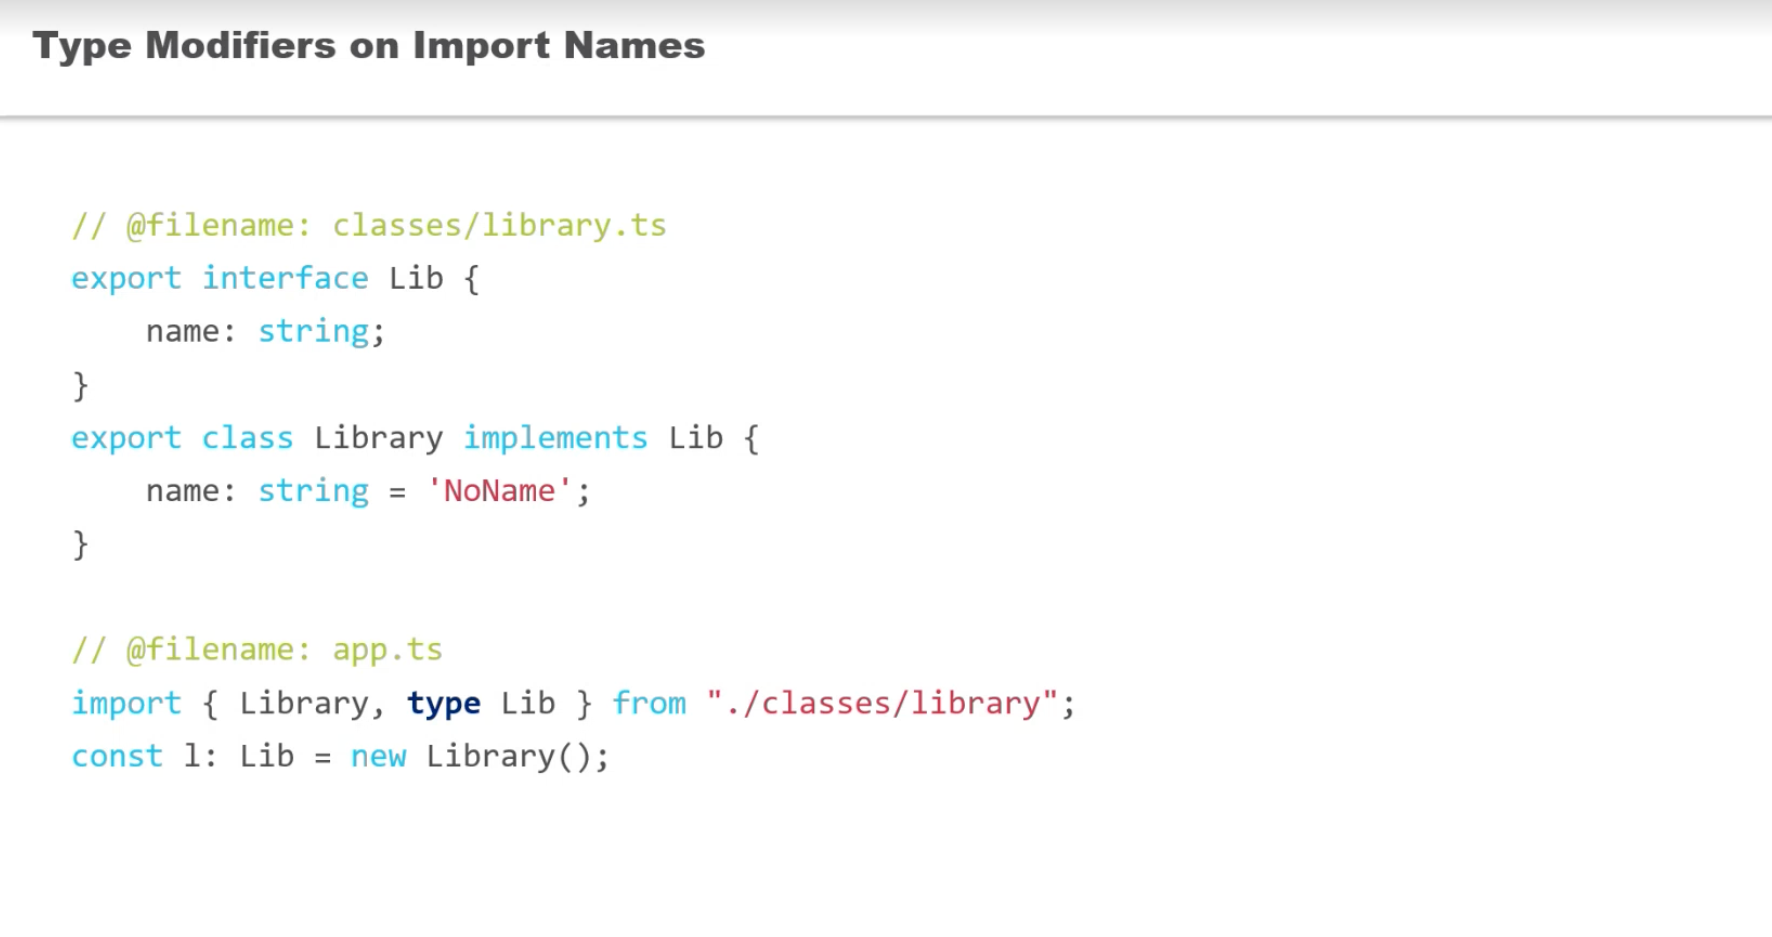 Type Modifiers on Import Names
// @filename: classes/library.ts
export interface Lib {
    name: string;
}
export class Library implements Lib {
    name: string = 'NoName';
}
// @filename: app.ts
import { Library, type Lib } from "./classes/library";
const l: Lib = new Library();